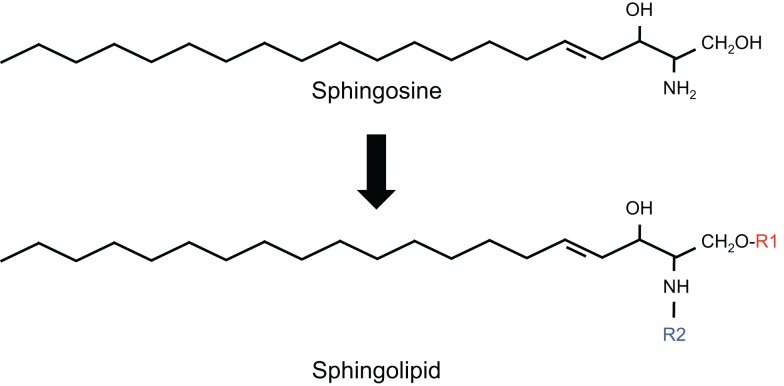 OH
CH₂OH
NH₂
Sphingosine
OH
CH₂O-R1
NH
R2
Sphingolipid